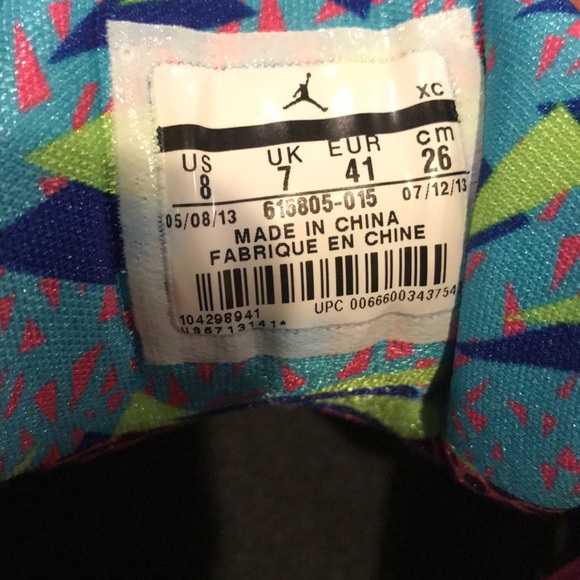 XC
US UK EUR cm
8 7 41 26
05/08/13 616805-015 07/12/13
MADE IN CHINA
FABRIQUE EN CHINE
104298941 UPC 0066600343754
US5713141*